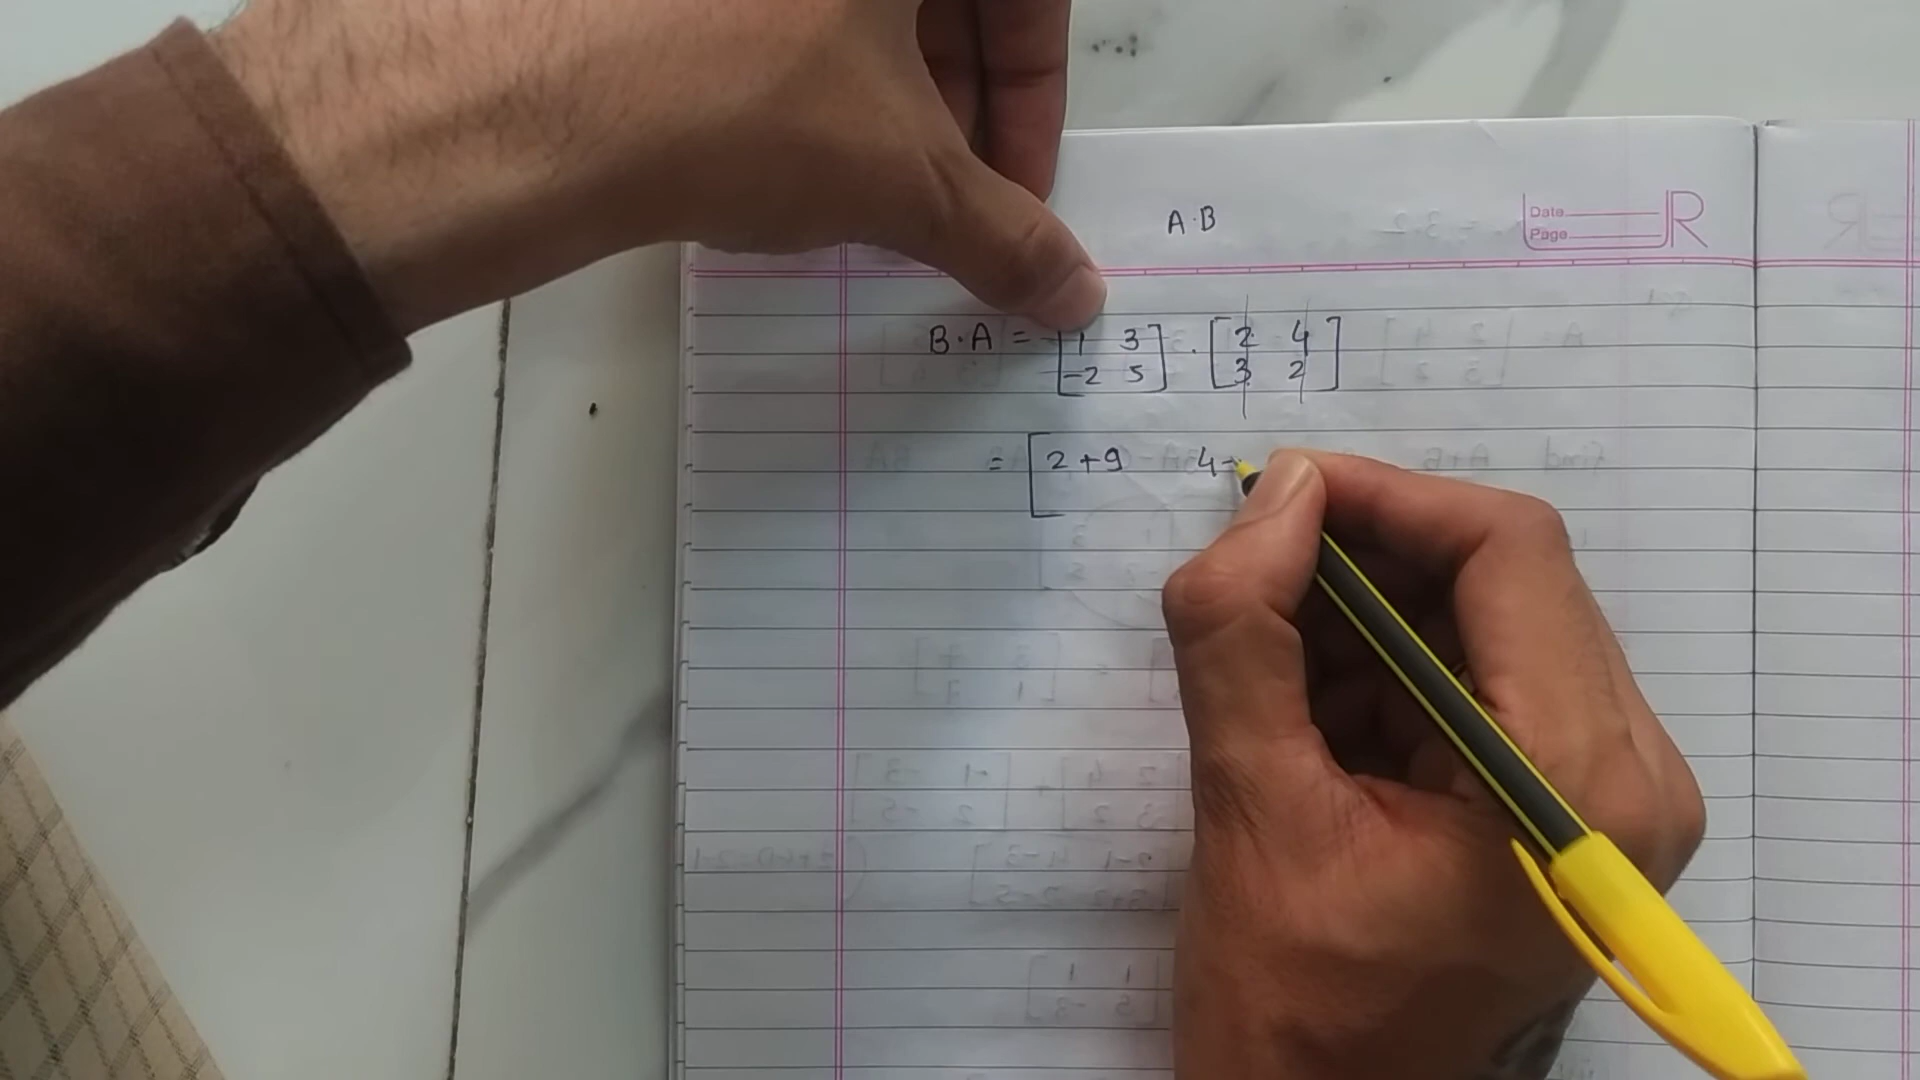 A·B
Date
Page
R
B·A = [1 3] · [2 4]
[-2 5] [3 2]
= [2+9 4